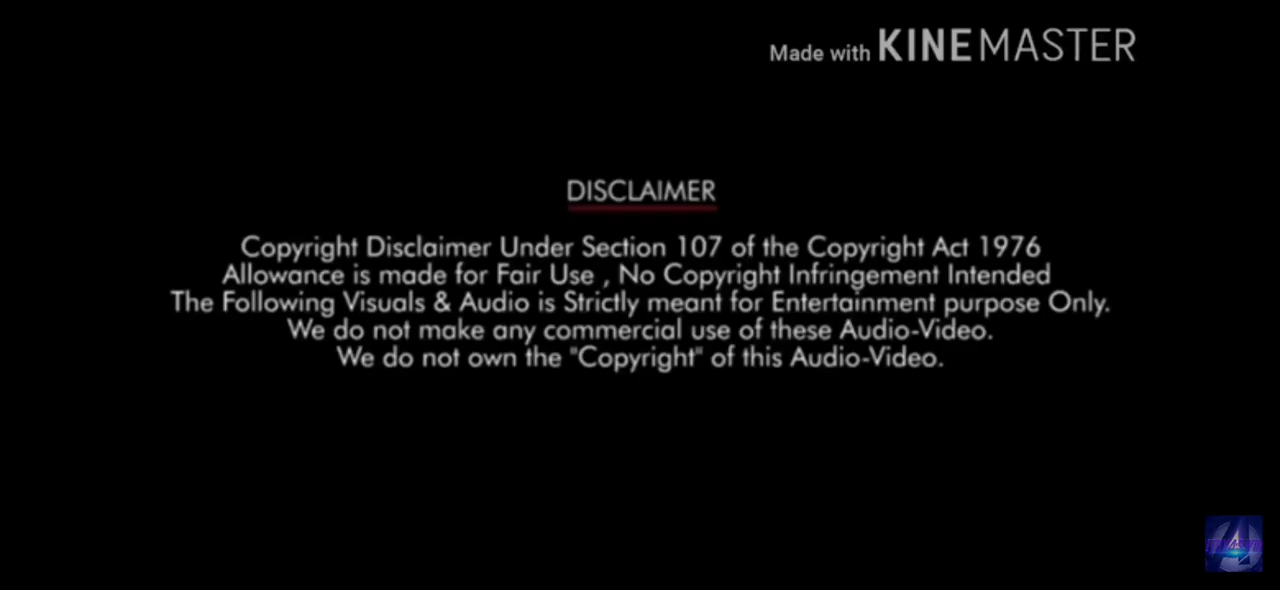 Made with KINEMASTER
DISCLAIMER
Copyright Disclaimer Under Section 107 of the Copyright Act 1976
Allowance is made for Fair Use , No Copyright Infringement Intended
The Following Visuals & Audio is Strictly meant for Entertainment purpose Only.
We do not make any commercial use of these Audio-Video.
We do not own the "Copyright" of this Audio-Video.